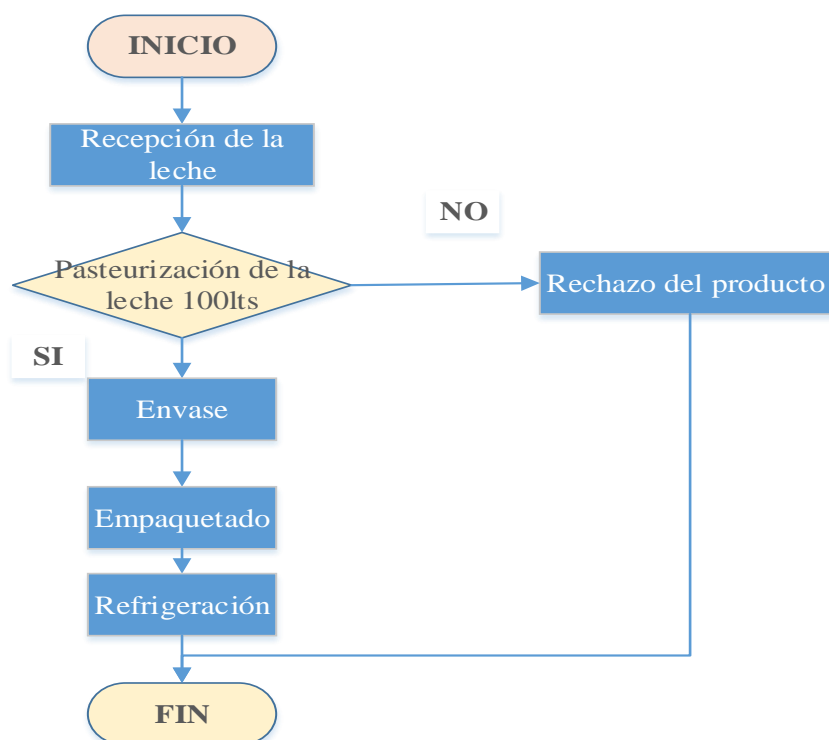 INICIO
Recepción de la
leche
NO
Pasteurización de la
leche 100lts
Rechazo del producto
SI
Envase
Empaquetado
Refrigeración
FIN